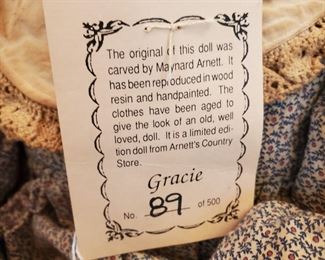 The original of this doll was
carved by Maynard Arnett. It
has been reproduced in wood
resin and handpainted. The
clothes have been aged to
give the look of an old, well
loved, doll. It is a limited edi-
tion doll from Arnett's Country
Store.
Gracie
No. 89 of 500